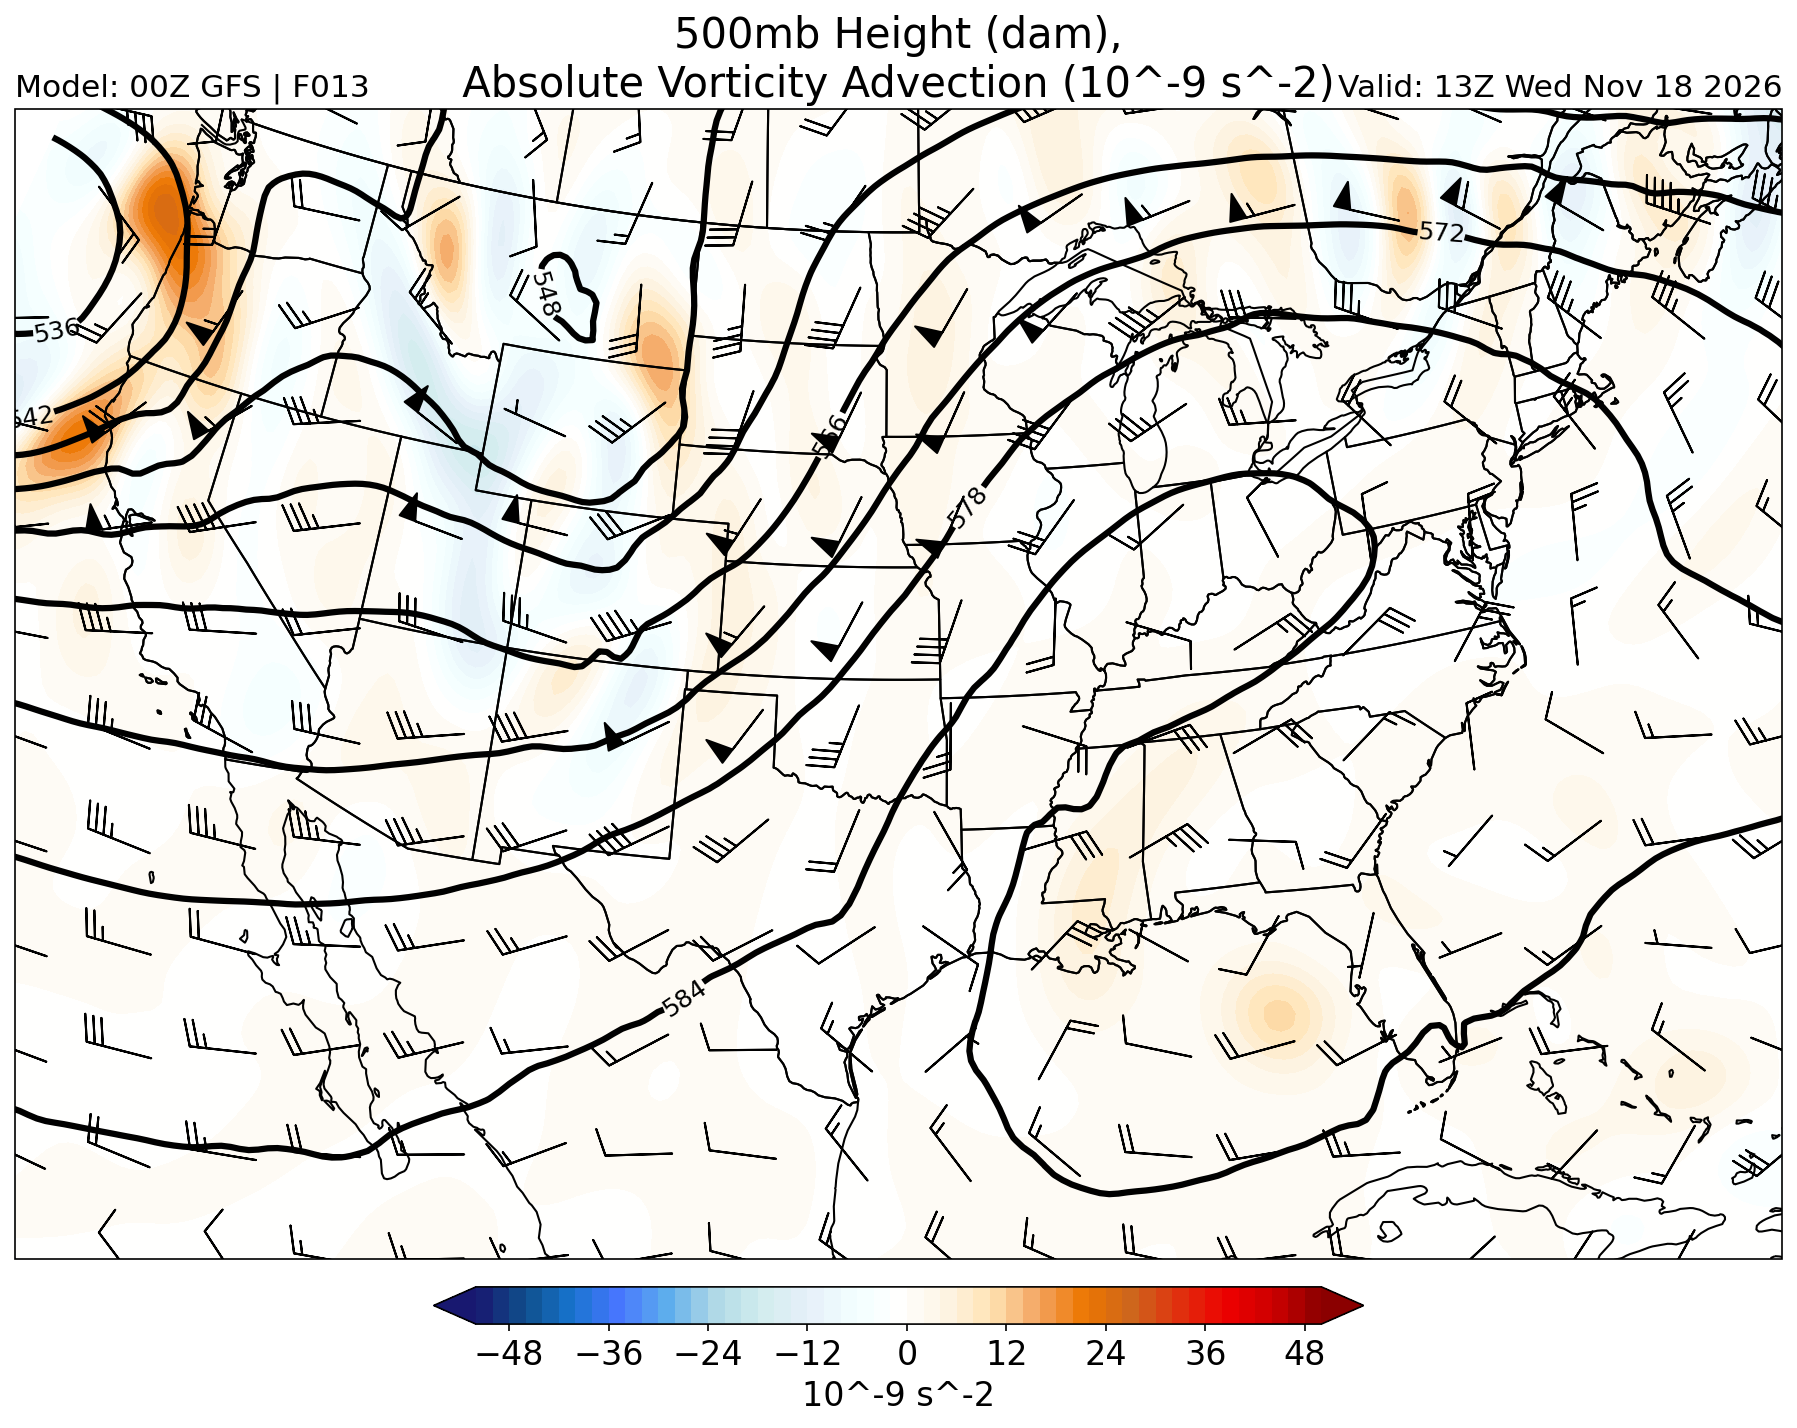 500mb Height (dam),
Model: 00Z GFS | F013
Absolute Vorticity Advection (10^-9 s^-2)
Valid: 13Z Wed Nov 18 2026
572
548
536
542
566
578
584
−48 −36 −24 −12 0 12 24 36 48
10^-9 s^-2